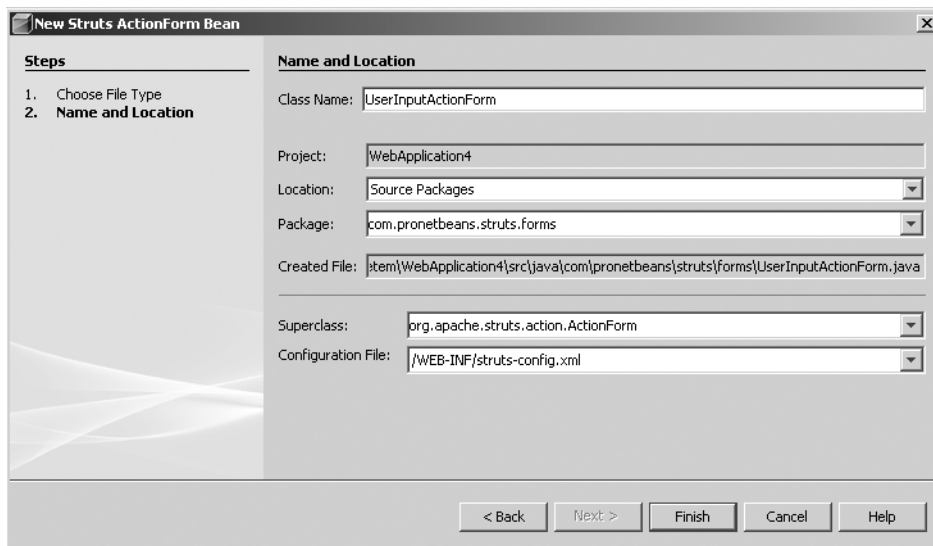 New Struts ActionForm Bean
Steps
1. Choose File Type
2. Name and Location
Name and Location
Class Name: UserInputActionForm
Project: WebApplication4
Location: Source Packages
Package: com.pronetbeans.struts.forms
Created File: :tem\WebApplication4\src\java\com\pronetbeans\struts\forms\UserInputActionForm.java
Superclass: org.apache.struts.action.ActionForm
Configuration File: /WEB-INF/struts-config.xml
< Back Next > Finish Cancel Help